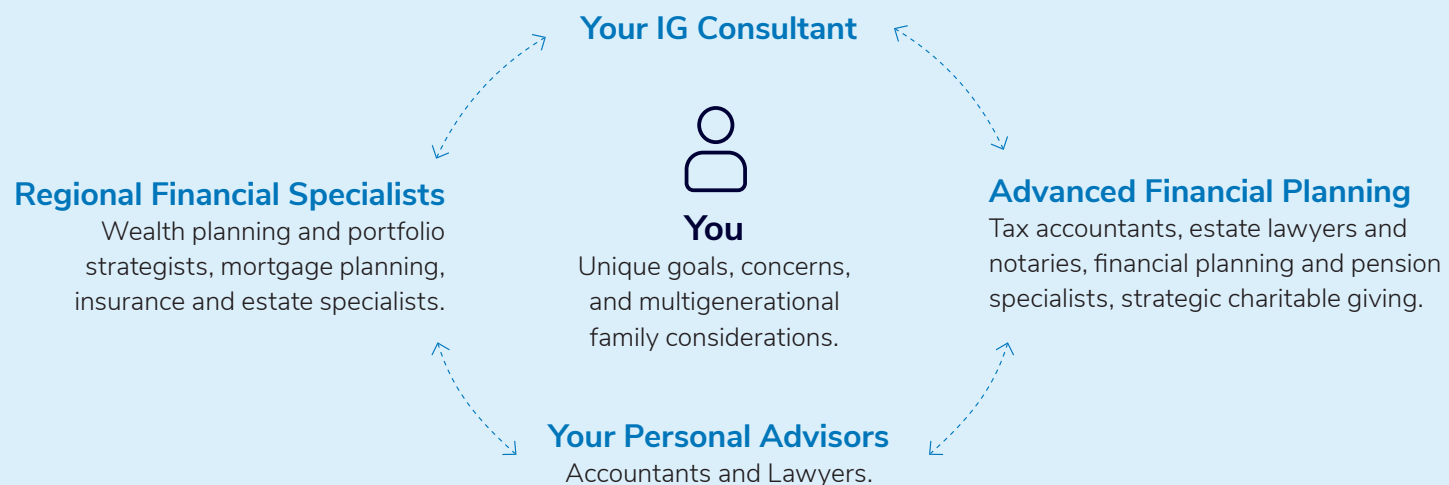 Your IG Consultant
Regional Financial Specialists
Wealth planning and portfolio
strategists, mortgage planning,
insurance and estate specialists.
You
Unique goals, concerns,
and multigenerational
family considerations.
Advanced Financial Planning
Tax accountants, estate lawyers and
notaries, financial planning and pension
specialists, strategic charitable giving.
Your Personal Advisors
Accountants and Lawyers.